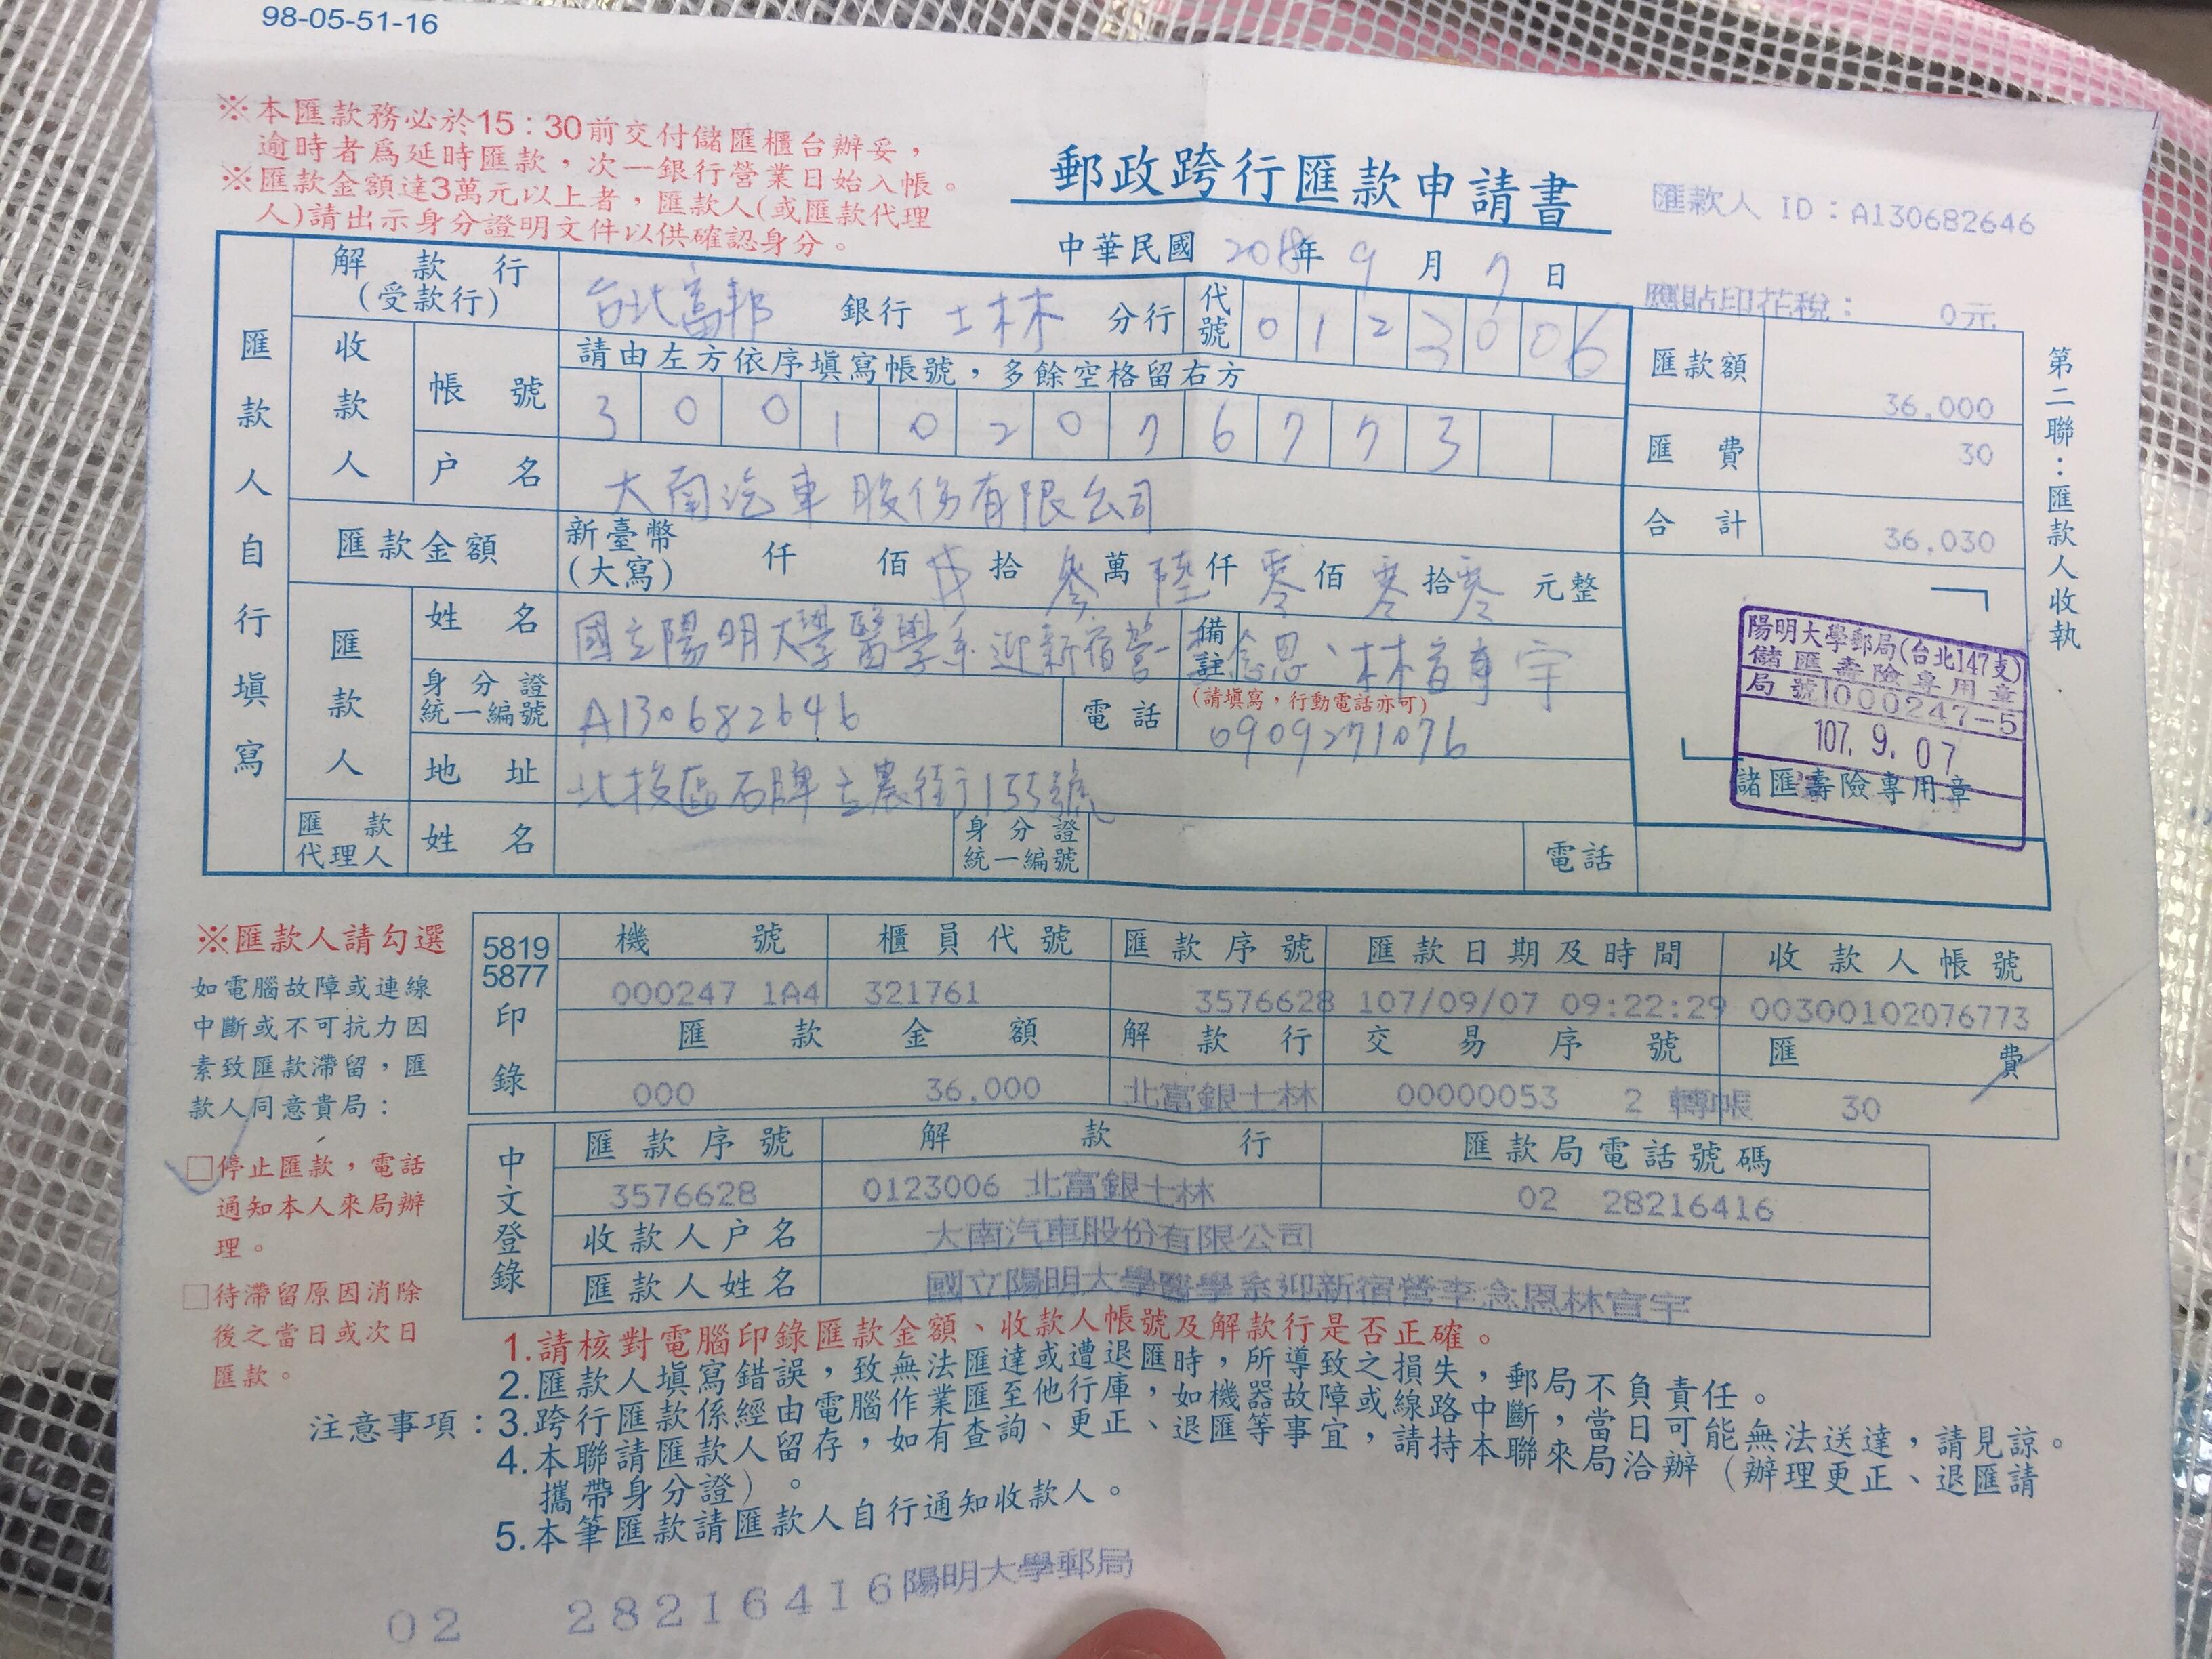 98-05-51-16
※本匯款務必於15：30前交付儲匯櫃台辦妥，
逾時者為延時匯款，次一銀行營業日始入帳。
※匯款金額達3萬元以上者，匯款人(或匯款代理
人)請出示身分證明文件以供確認身分。
郵政跨行匯款申請書
匯款人 ID：A130682646
中華民國 2018年 9 月 7 日
應貼印花稅： 0元
匯款人自行填寫
解款行 (受款行) 台北富邦 銀行 士林 分行 代號 0 1 2 3 0 0 6
收款人
請由左方依序填寫帳號，多餘空格留右方
帳號 3 0 0 1 0 2 0 7 6 7 7 3
戶名 大南汽車股份有限公司
匯款金額 新臺幣 (大寫) 仟 佰 拾 參 萬 陸 仟 零 佰 零 拾 零 元整
匯款人
姓名 國立陽明大學醫學系迎新宿營 備註 念恩、林
身分證統一編號 A130682646 電話 (請填寫，行動電話亦可) 0909271076
地址 北投區石牌立農街155號
匯款代理人 姓名 身分證統一編號 電話
匯款額 36,000
匯費 30
合計 36,030
第二聯：匯款人收執
陽明大學郵局(台北147支)
儲匯壽險專用章
局號1000247-5
107. 9. 07
儲匯壽險專用章
※匯款人請勾選
如電腦故障或連線
中斷或不可抗力因
素致匯款滯留，匯
款人同意貴局：
□停止匯款，電話
通知本人來局辦
理。
□待滯留原因消除
後之當日或次日
匯款。
5819
5877
印錄
機號 櫃員代號 匯款序號 匯款日期及時間 收款人帳號
000247 1A4 321761 3576628 107/09/07 09:22:29 00300102076773
匯款金額 解款行 交易序號 匯費
000 36,000 北富銀士林 00000053 2 轉帳 30
中文登錄
匯款序號 解款行 匯款局電話號碼
3576628 0123006 北富銀士林 02 28216416
收款人戶名 大南汽車股份有限公司
匯款人姓名 國立陽明大學醫學系迎新宿營李念恩林宣宇
注意事項：
1.請核對電腦印錄匯款金額、收款人帳號及解款行是否正確。
2.匯款人填寫錯誤，致無法匯達或遭退匯時，所導致之損失，郵局不負責任。
3.跨行匯款係經由電腦作業匯至他行庫，如機器故障或線路中斷，當日可能無法送達，請見諒。
4.本聯請匯款人留存，如有查詢、更正、退匯等事宜，請持本聯來局洽辦（辦理更正、退匯請
攜帶身分證）。
5.本筆匯款請匯款人自行通知收款人。
02 28216416陽明大學郵局